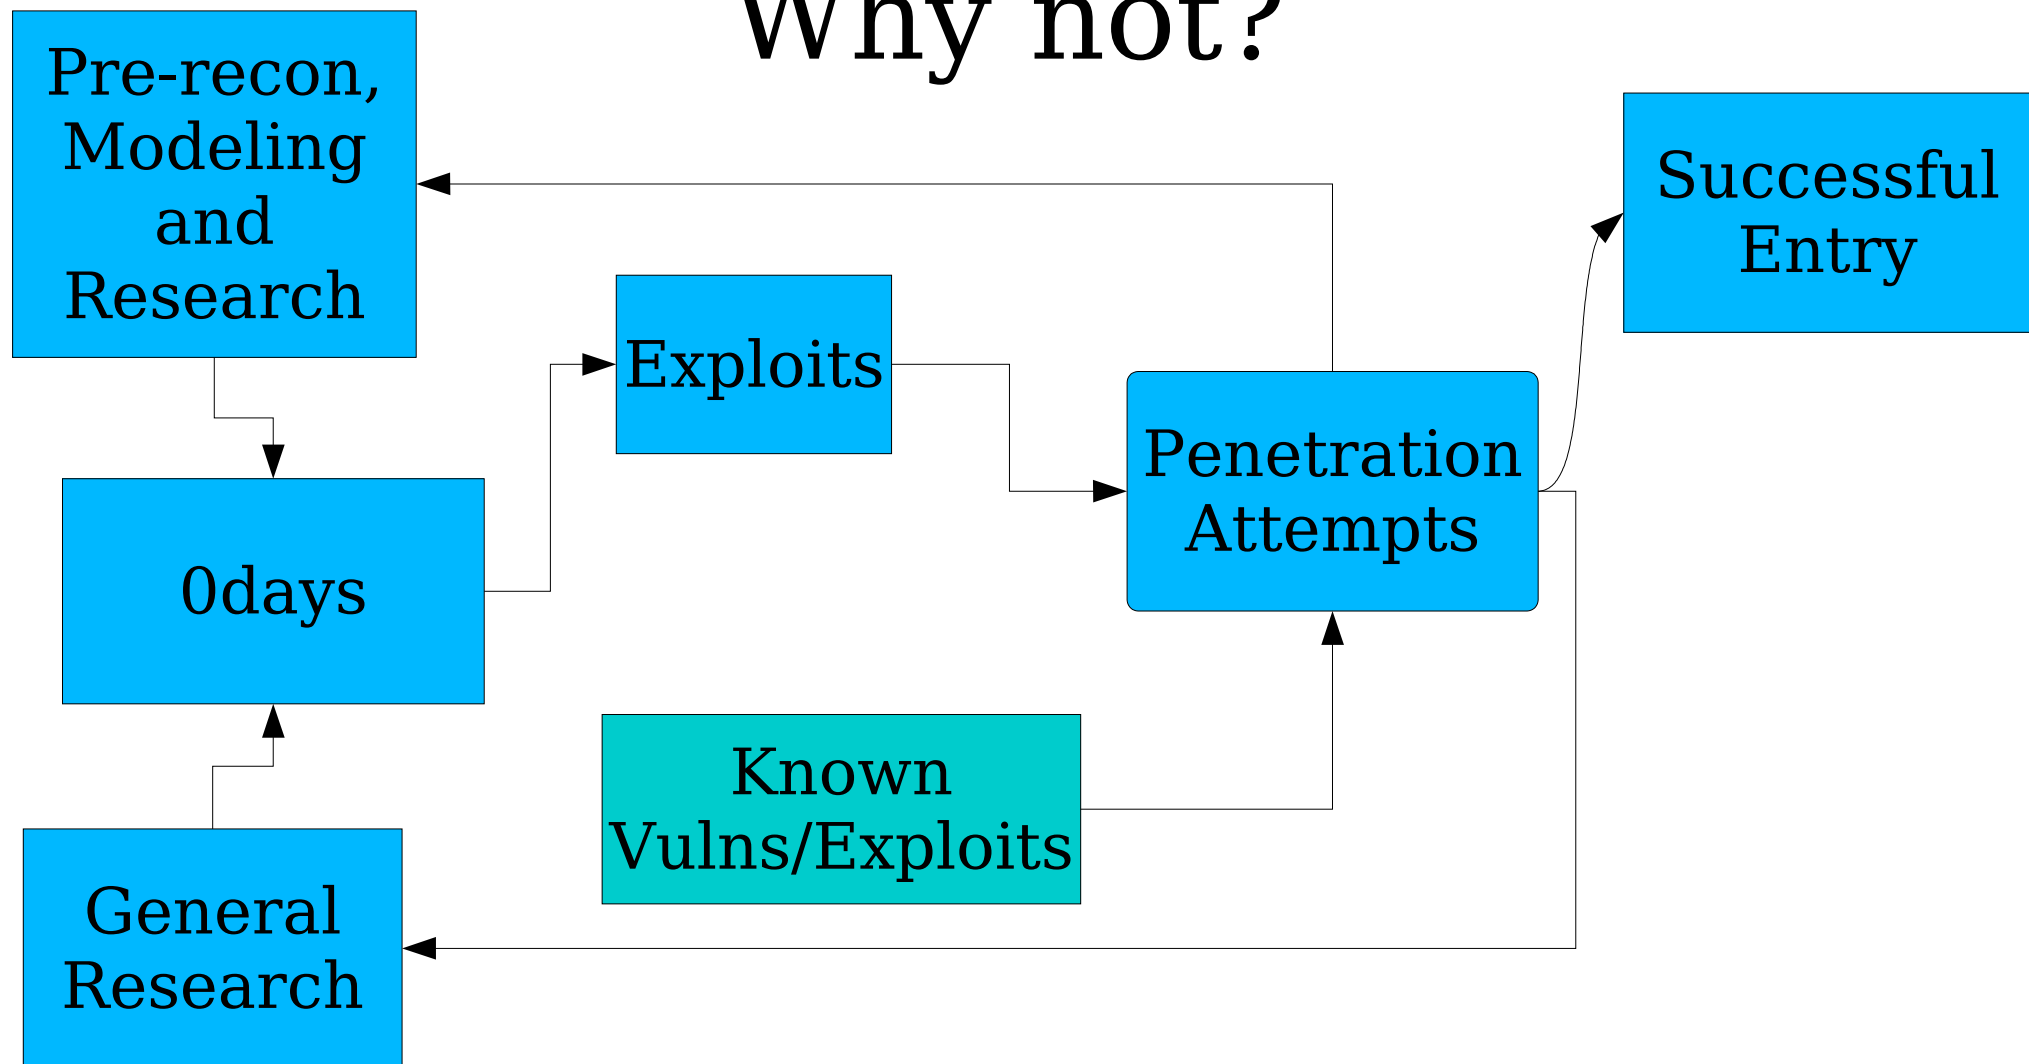 Why not?
Pre-recon,
Modeling
and
Research
Successful
Entry
Exploits
Penetration
Attempts
0days
Known
Vulns/Exploits
General
Research